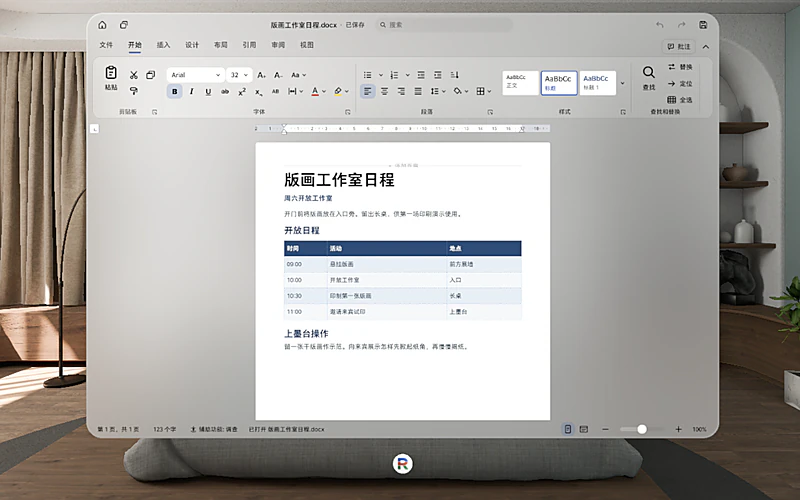 版画工作室日程.docx · 已保存
搜索
文件 开始 插入 设计 布局 引用 审阅 视图
批注
粘贴
Arial 32 A A Aa
B I U ab x² x₂ AB A
AaBbCc 正文
AaBbCc 标题
AaBbCc 标题 1
查找
替换
定位
全选
剪贴板 字体 段落 样式 查找和替换
版画工作室日程
周六开放工作室
开门前将版画放在入口旁。留出长桌，供第一场印刷演示使用。
开放日程
时间 活动 地点
09:00 悬挂版画 前方展墙
10:00 开放工作室 入口
10:30 印制第一张版画 长桌
11:00 邀请来宾试印 上墨台
上墨台操作
留一张干版画作示范。向来宾展示怎样先掀起纸角，再慢慢揭纸。
第 1 页，共 1 页 123 个字 辅助功能: 调查 已打开 版画工作室日程.docx
100%
R